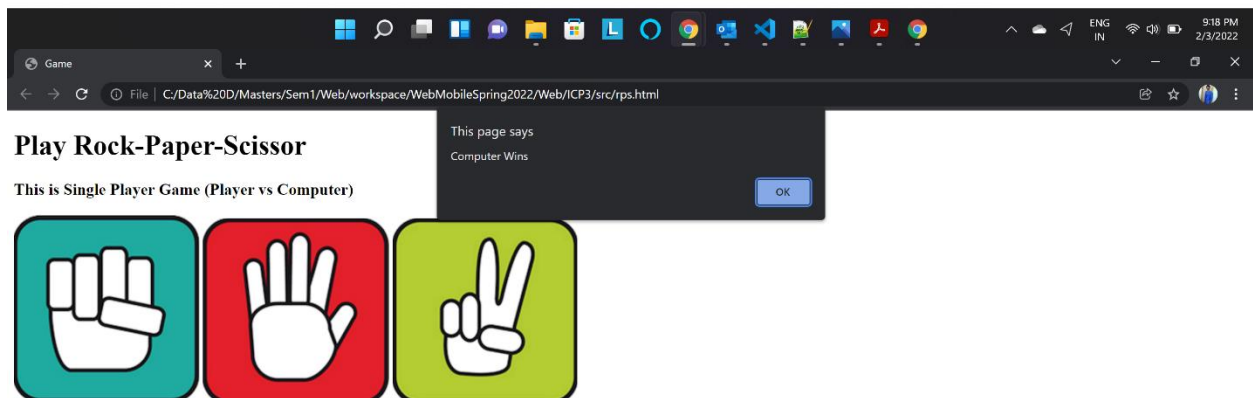 ENG
IN
9:18 PM
2/3/2022
Game
File | C:/Data%20D/Masters/Sem1/Web/workspace/WebMobileSpring2022/Web/ICP3/src/rps.html
This page says
Computer Wins
OK
Play Rock-Paper-Scissor
This is Single Player Game (Player vs Computer)